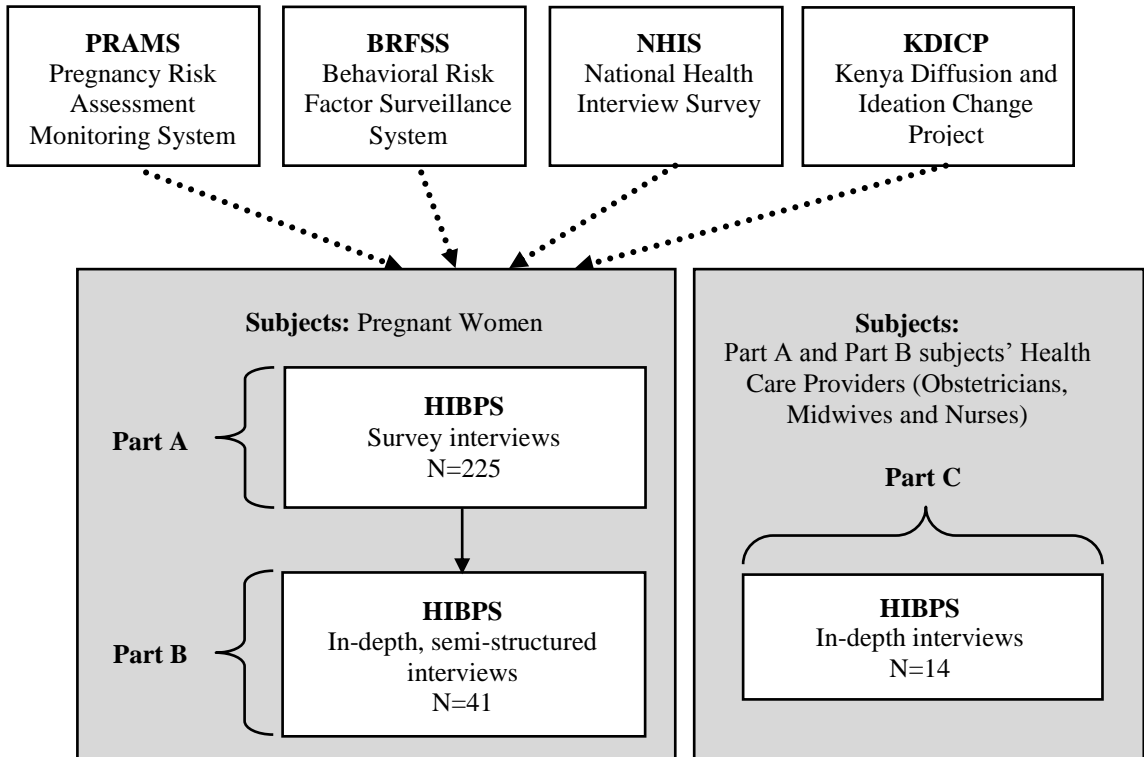 PRAMS
Pregnancy Risk
Assessment
Monitoring System
BRFSS
Behavioral Risk
Factor Surveillance
System
NHIS
National Health
Interview Survey
KDICP
Kenya Diffusion and
Ideation Change
Project
Subjects: Pregnant Women
Part A
HIBPS
Survey interviews
N=225
Part B
HIBPS
In-depth, semi-structured
interviews
N=41
Subjects:
Part A and Part B subjects’ Health
Care Providers (Obstetricians,
Midwives and Nurses)
Part C
HIBPS
In-depth interviews
N=14